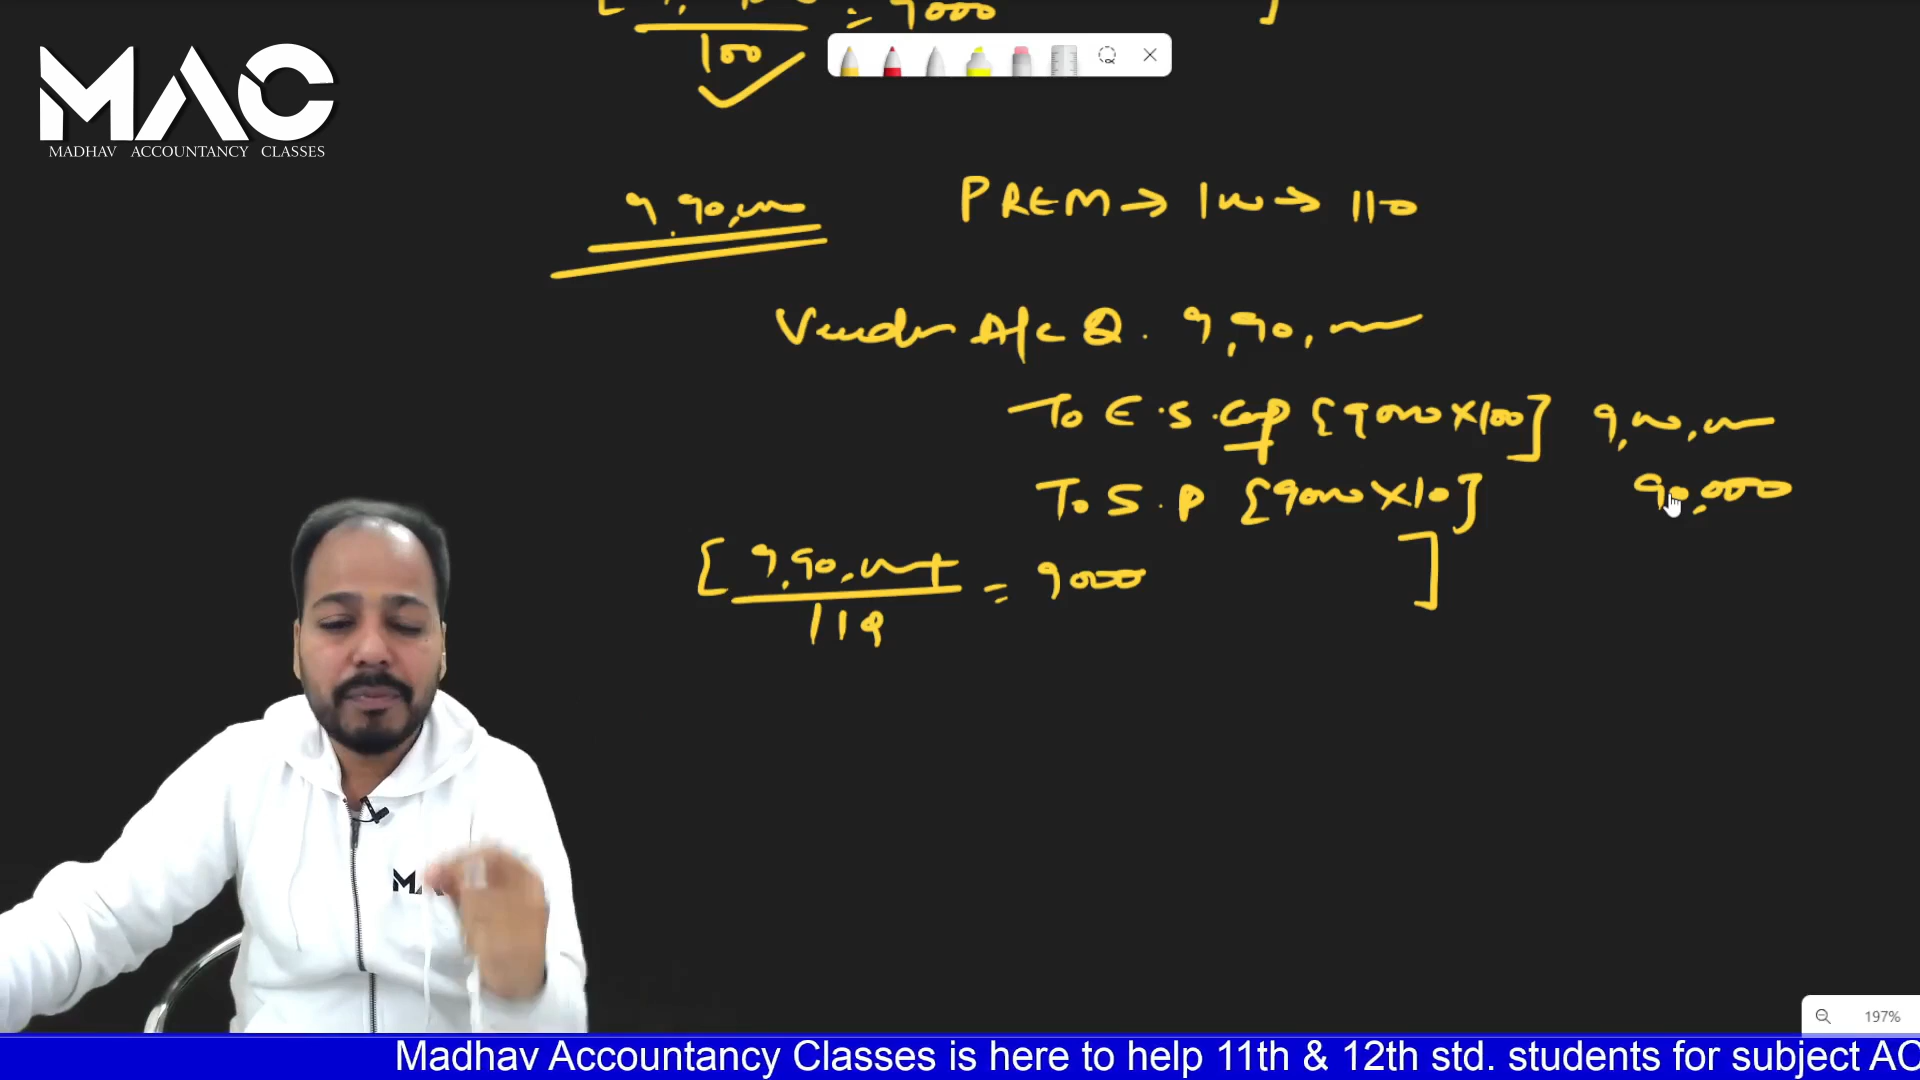 = 9000 ]
100
MAC
MADHAV ACCOUNTANCY CLASSES
9,90,000 PREM → 100 → 110
Vendor A/c Dr. 9,90,000
To E.S.Cap [9000 X 100] 9,00,000
To S.P [9000 X 10] 90,000
[ 9,90,000 = 9000 ]
110
MA
197%
Madhav Accountancy Classes is here to help 11th & 12th std. students for subject AC